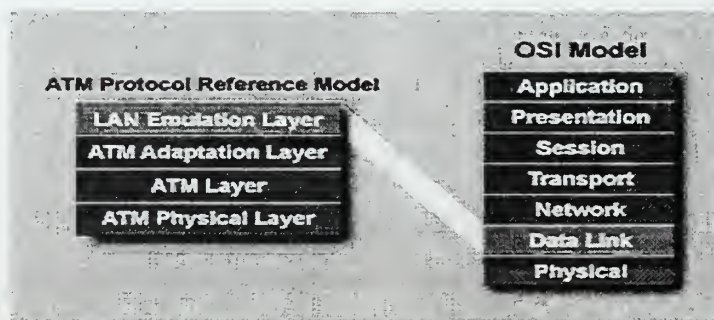 ATM Protocol Reference Model
LAN Emulation Layer
ATM Adaptation Layer
ATM Layer
ATM Physical Layer
OSI Model
Application
Presentation
Session
Transport
Network
Data Link
Physical